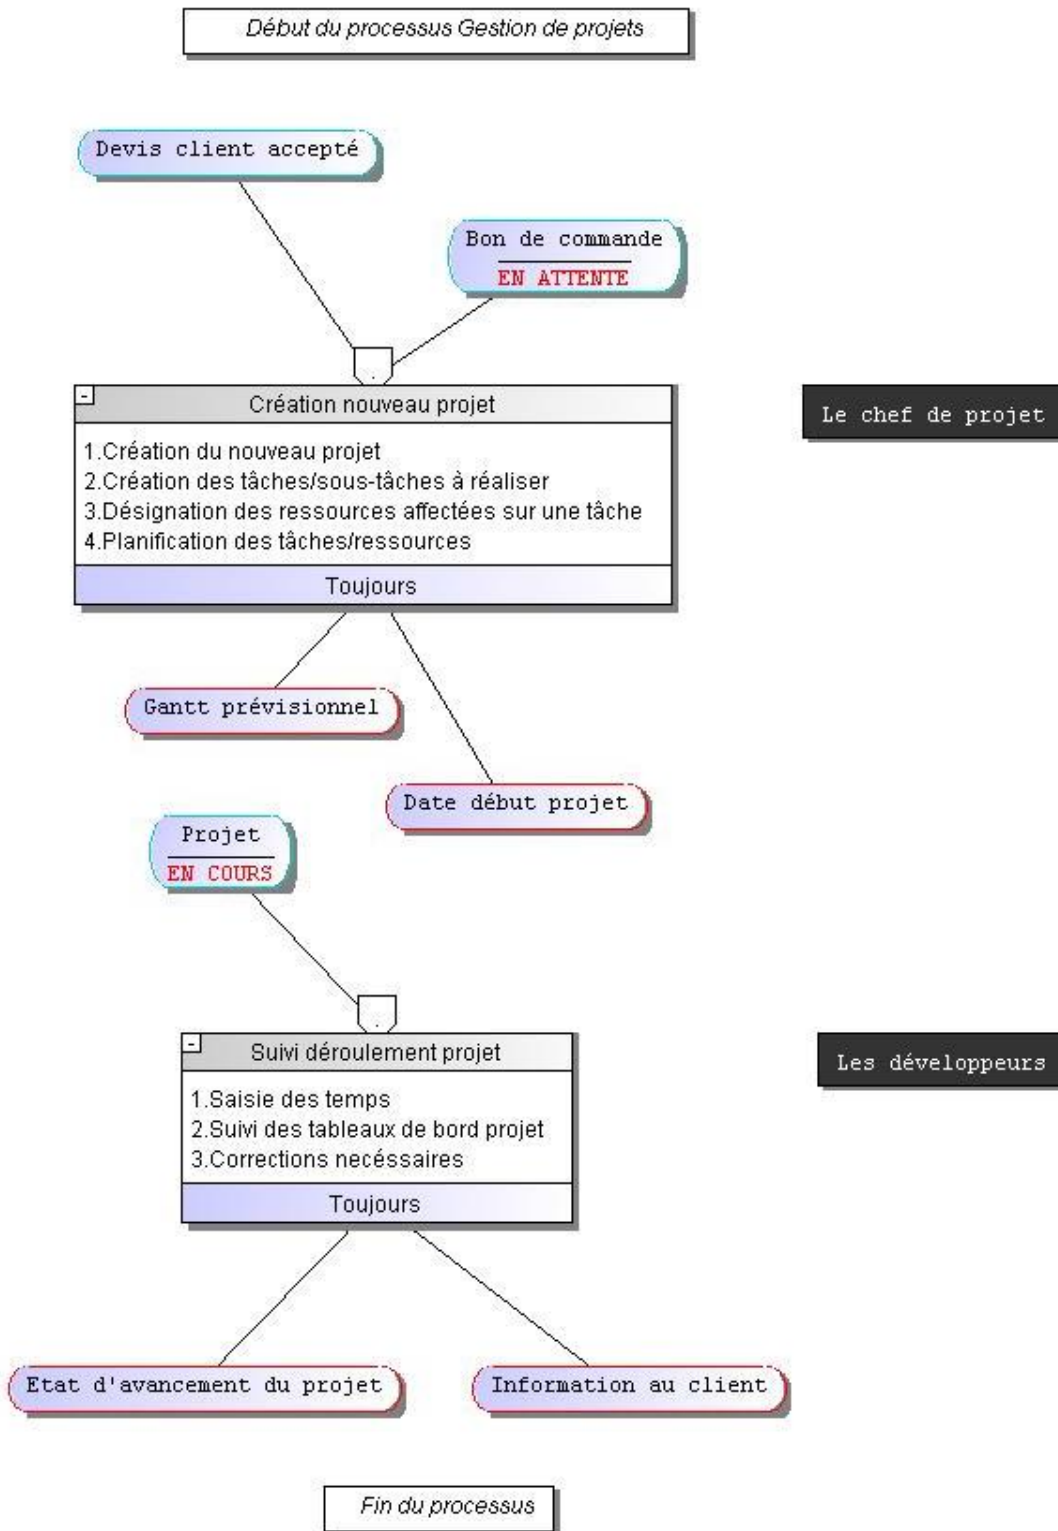 Début du processus Gestion de projets
Devis client accepté
Bon de commande
EN ATTENTE
-
Création nouveau projet
Le chef de projet
1.Création du nouveau projet
2.Création des tâches/sous-tâches à réaliser
3.Désignation des ressources affectées sur une tâche
4.Planification des tâches/ressources
Toujours
Gantt prévisionnel
Date début projet
Projet
EN COURS
-
Suivi déroulement projet
Les développeurs
1.Saisie des temps
2.Suivi des tableaux de bord projet
3.Corrections necéssaires
Toujours
Etat d'avancement du projet
Information au client
Fin du processus